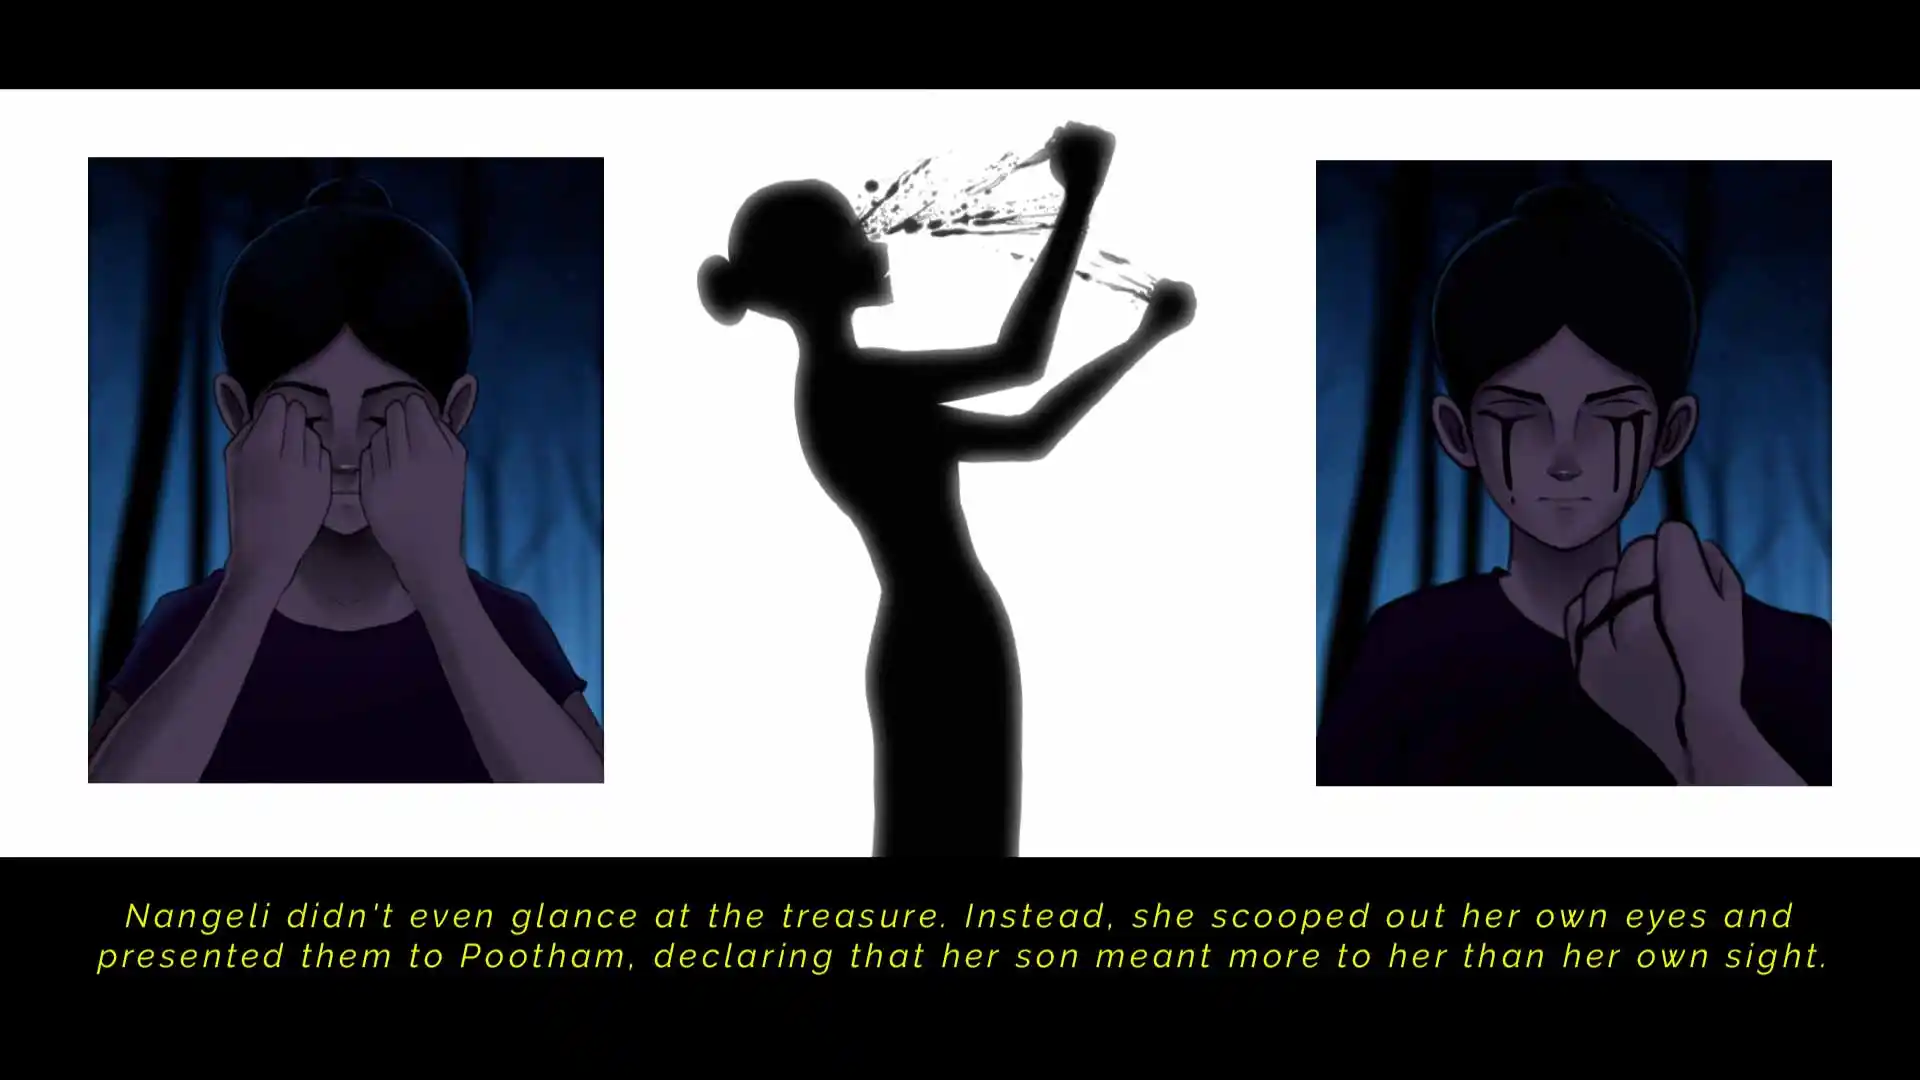 Nangeli didn't even glance at the treasure. Instead, she scooped out her own eyes and
presented them to Pootham, declaring that her son meant more to her than her own sight.